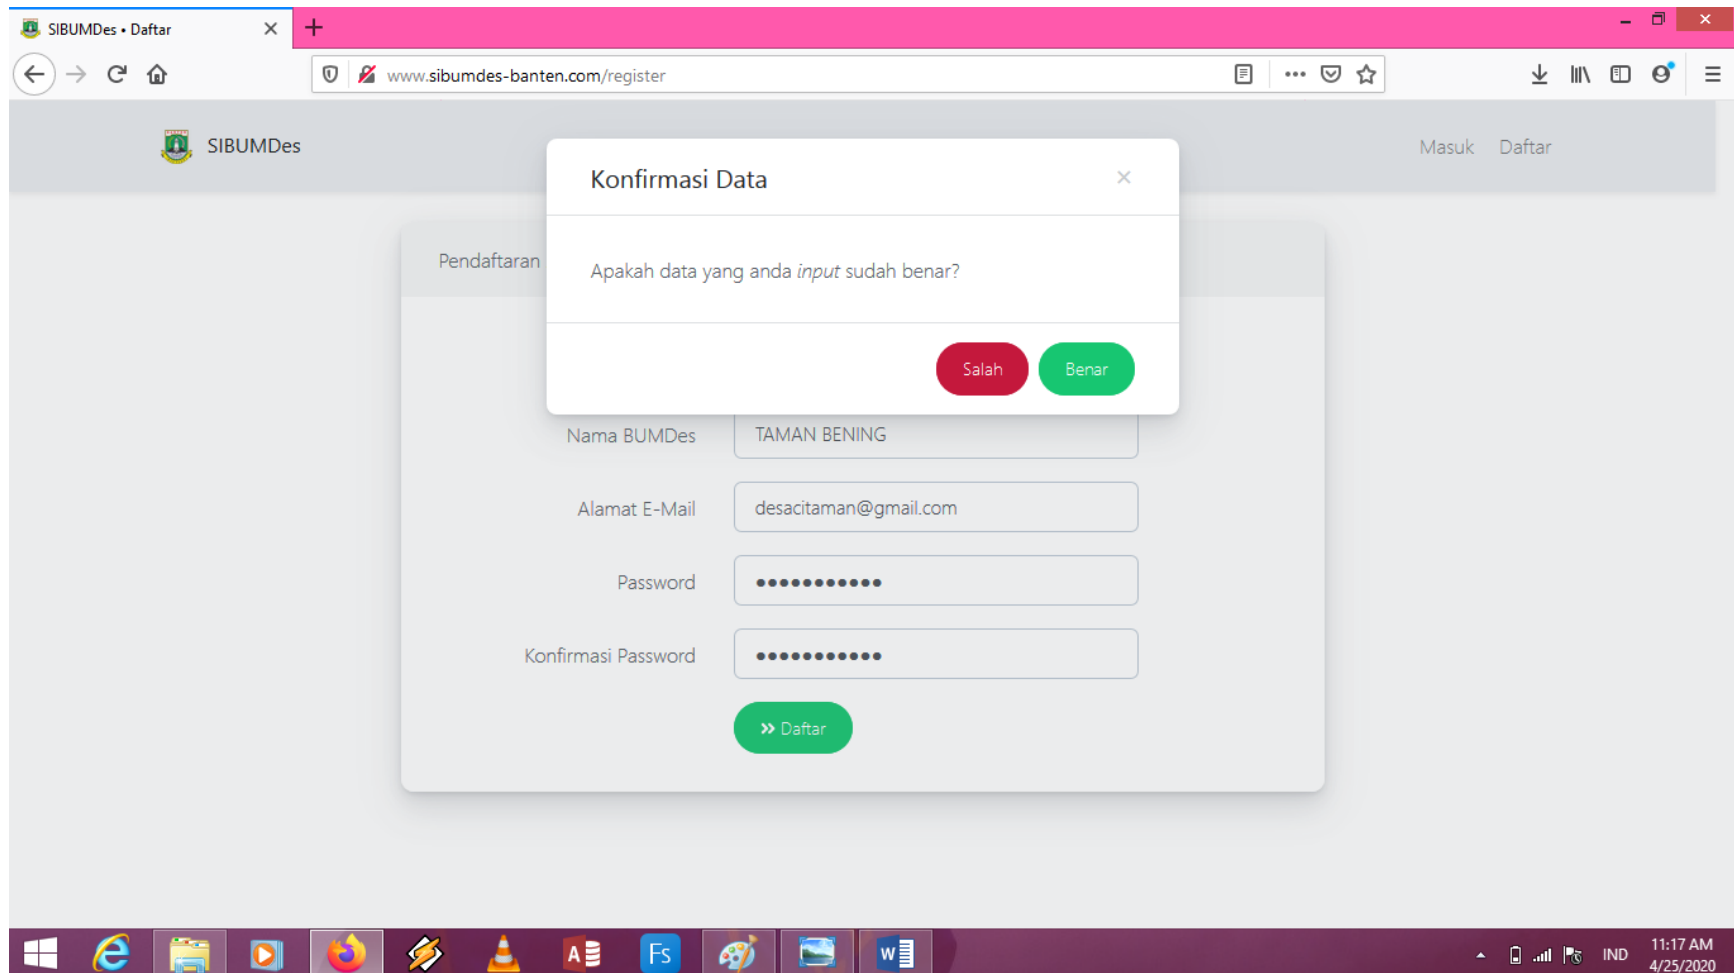 SIBUMDes • Daftar
www.sibumdes-banten.com/register
SIBUMDes
Masuk Daftar
Konfirmasi Data
Pendaftaran
Apakah data yang anda input sudah benar?
Salah Benar
Nama BUMDes TAMAN BENING
Alamat E-Mail desacitaman@gmail.com
Password •••••••••••
Konfirmasi Password •••••••••••
Daftar
IND 11:17 AM
4/25/2020